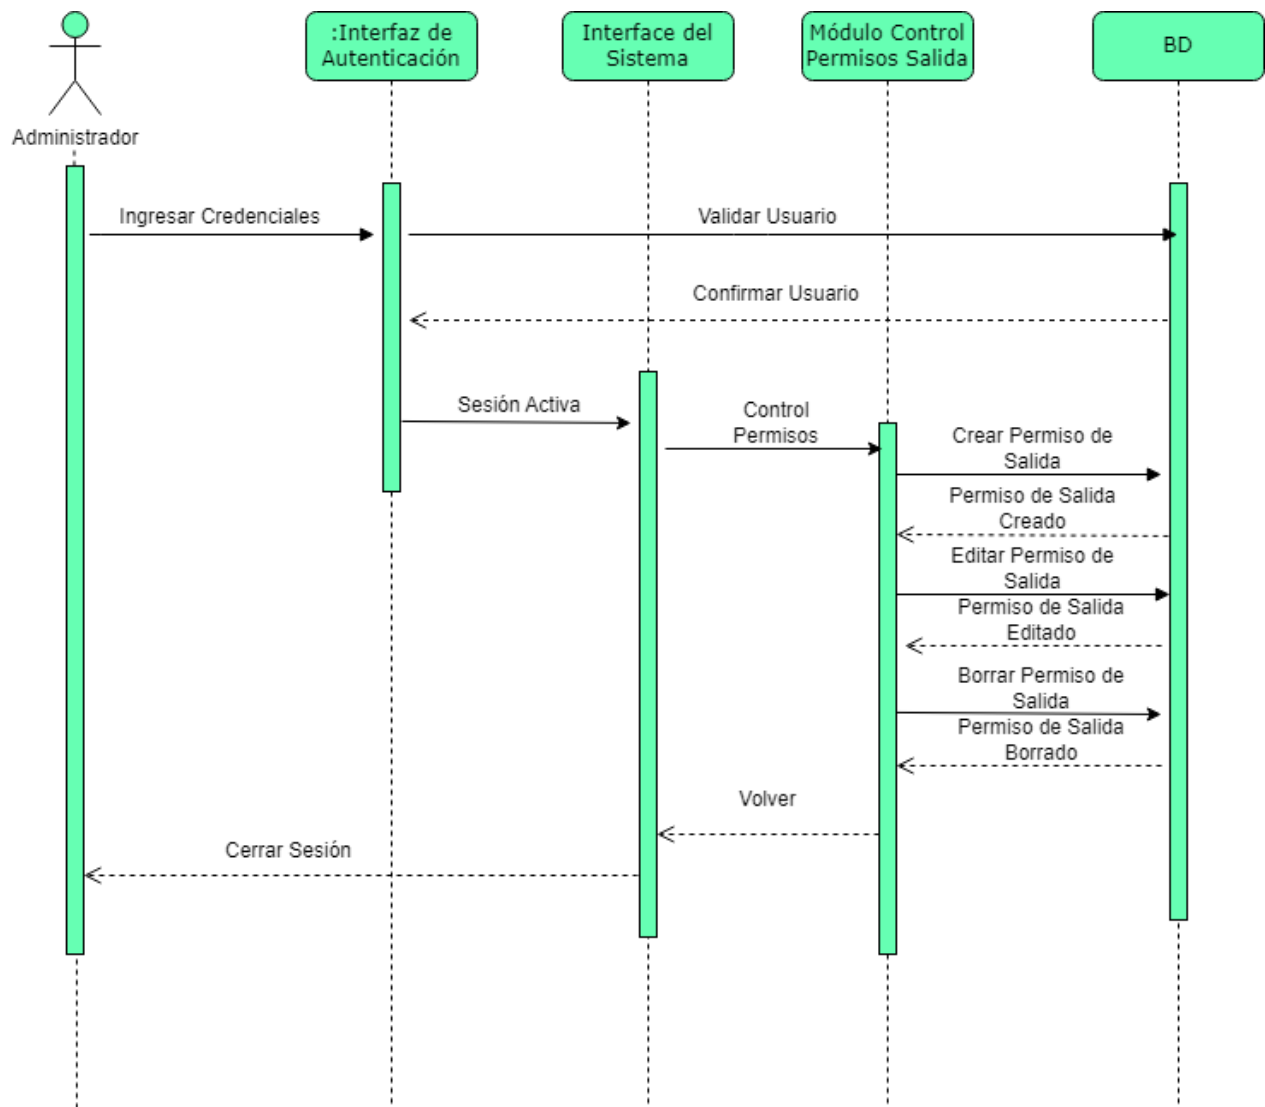 :Interfaz de
Autenticación
Interface del
Sistema
Módulo Control
Permisos Salida
BD
Administrador
Ingresar Credenciales
Validar Usuario
Confirmar Usuario
Sesión Activa
Control
Permisos
Crear Permiso de
Salida
Permiso de Salida
Creado
Editar Permiso de
Salida
Permiso de Salida
Editado
Borrar Permiso de
Salida
Permiso de Salida
Borrado
Volver
Cerrar Sesión